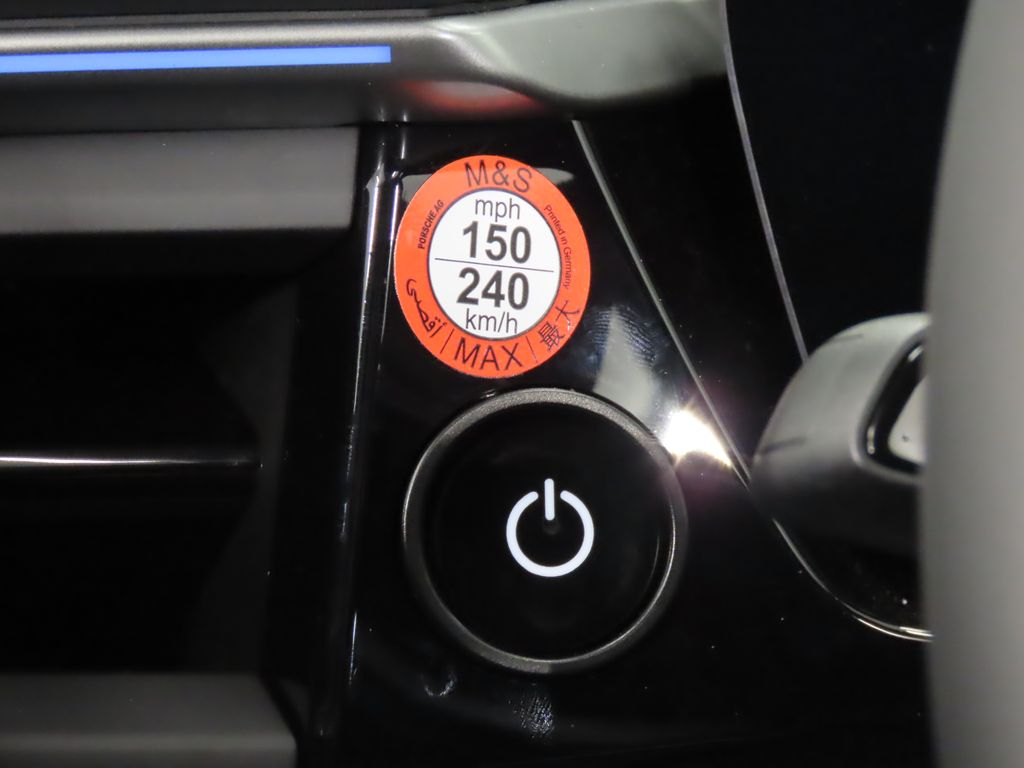 M&S
PORSCHE AG
Printed in Germany
mph
150
240
km/h
أقصى | MAX | 最大